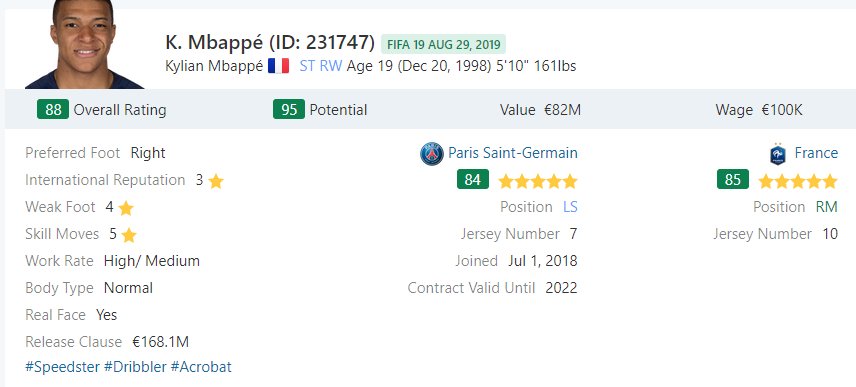 K. Mbappé (ID: 231747) FIFA 19 AUG 29, 2019
Kylian Mbappé ST RW Age 19 (Dec 20, 1998) 5'10" 161lbs
88 Overall Rating 95 Potential Value €82M Wage €100K
Preferred Foot Right
International Reputation 3
Weak Foot 4
Skill Moves 5
Work Rate High/ Medium
Body Type Normal
Real Face Yes
Release Clause €168.1M
#Speedster #Dribbler #Acrobat
Paris Saint-Germain
84
Position LS
Jersey Number 7
Joined Jul 1, 2018
Contract Valid Until 2022
France
85
Position RM
Jersey Number 10